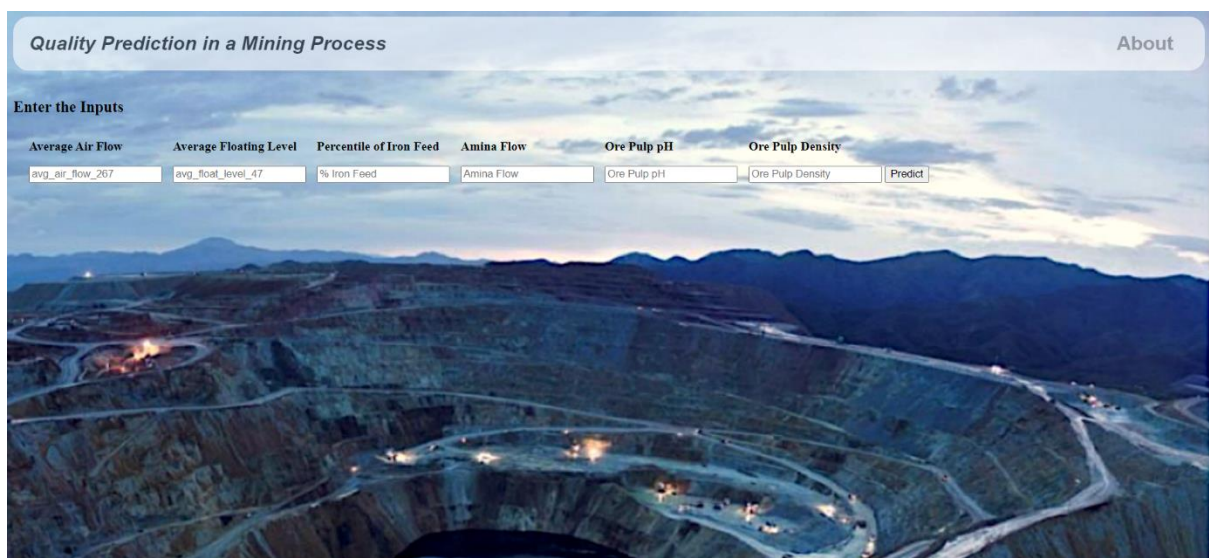 Quality Prediction in a Mining Process About
Enter the Inputs
Average Air Flow Average Floating Level Percentile of Iron Feed Amina Flow Ore Pulp pH Ore Pulp Density
avg_air_flow_267 avg_float_level_47 % Iron Feed Amina Flow Ore Pulp pH Ore Pulp Density Predict